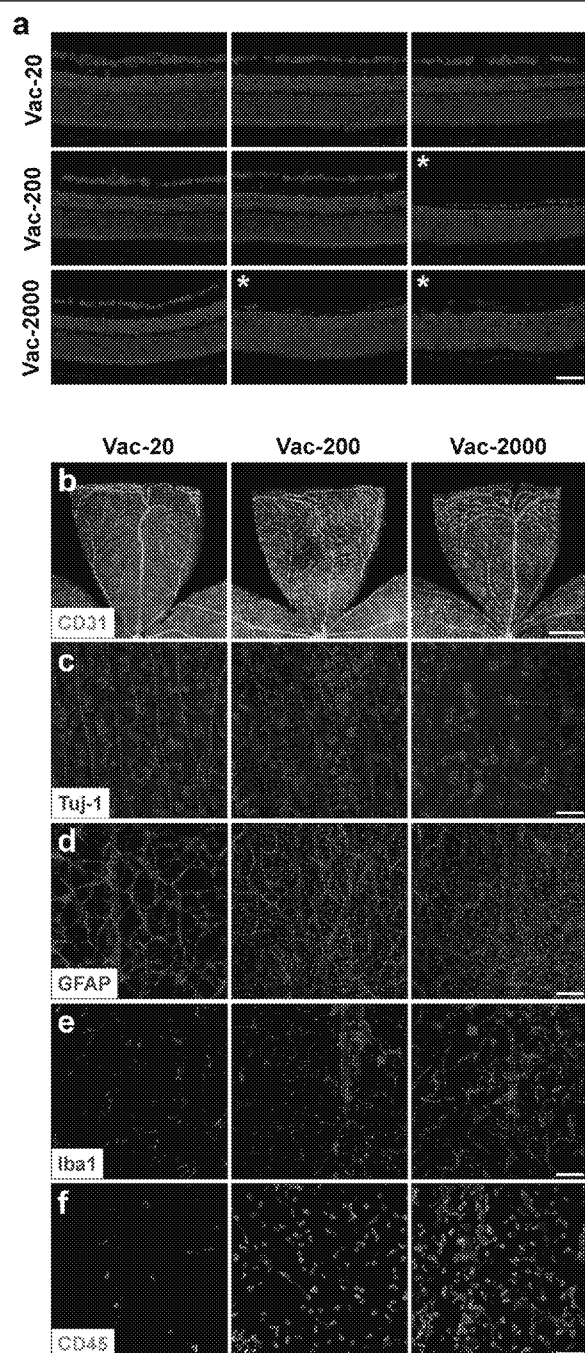 a
Vac-20
Vac-200
*
Vac-2000
*
*
Vac-20 Vac-200 Vac-2000
b
CD31
c
Tuj-1
d
GFAP
e
Iba1
f
CD45